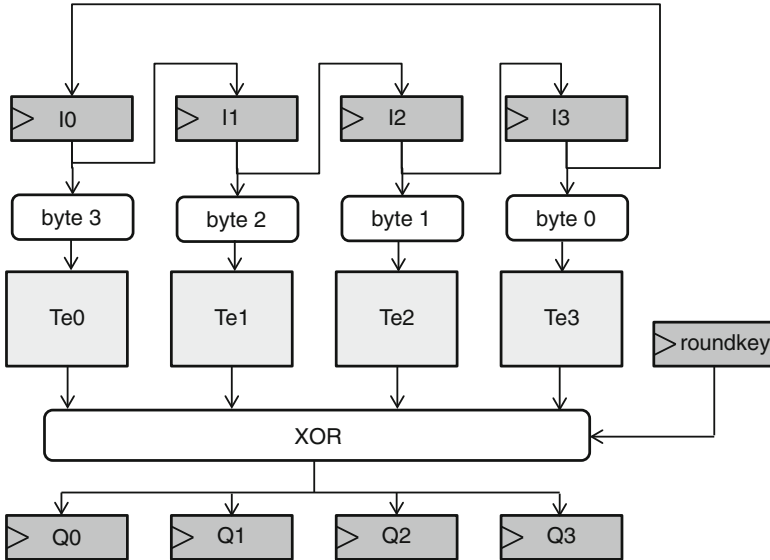 I0 I1 I2 I3
byte 3 byte 2 byte 1 byte 0
Te0 Te1 Te2 Te3
roundkey
XOR
Q0 Q1 Q2 Q3